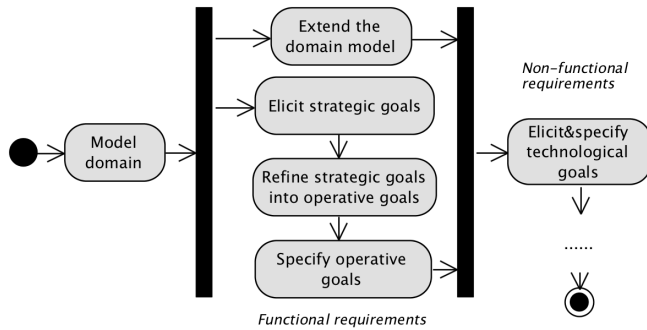 Extend the
domain model
Non-functional
requirements
Elicit strategic goals
Model
domain
Elicit&specify
technological
goals
Refine strategic goals
into operative goals
Specify operative
goals
......
Functional requirements